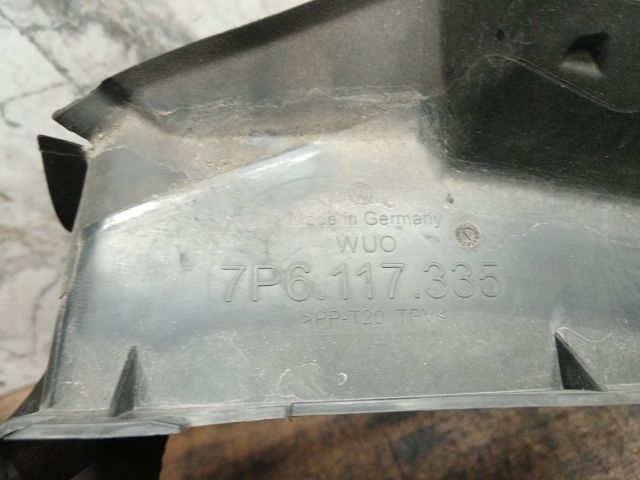 Made in Germany
WUO
7P6.117.335
>PP-T20 TPV<